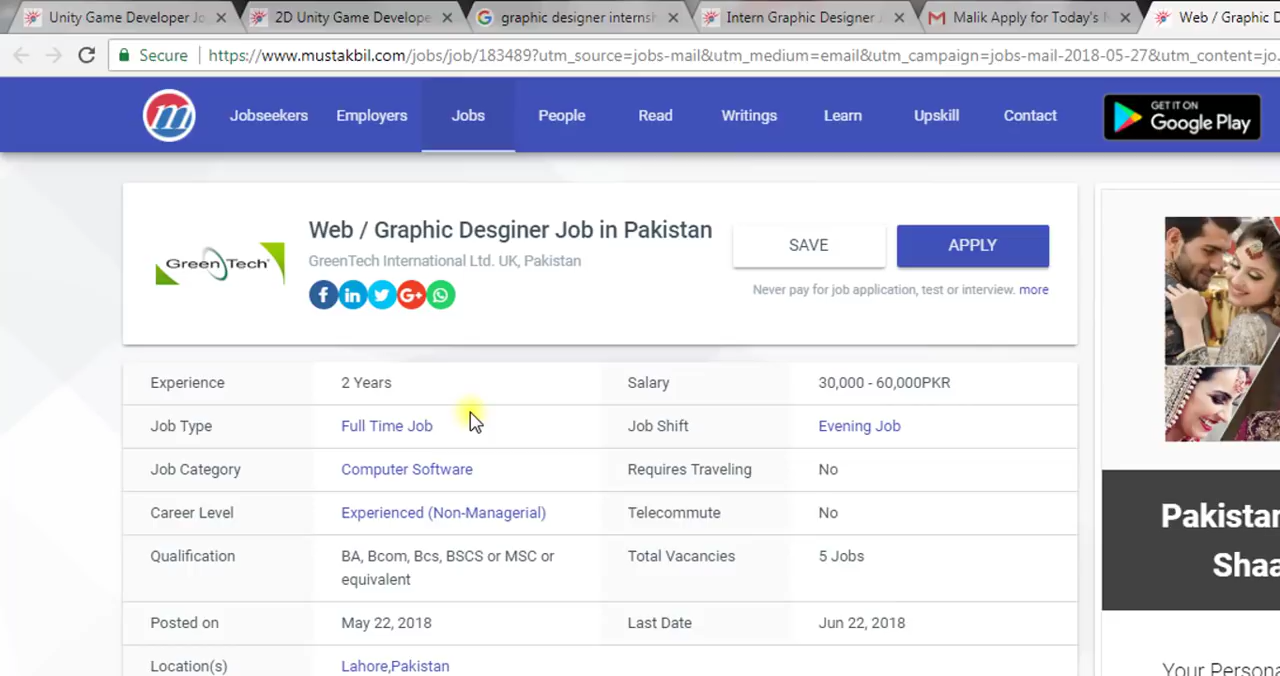 Unity Game Developer Jo
2D Unity Game Develope
graphic designer internsh
Intern Graphic Designer
Malik Apply for Today's
Web / Graphic D
Secure
https://www.mustakbil.com/jobs/job/183489?utm_source=jobs-mail&utm_medium=email&utm_campaign=jobs-mail-2018-05-27&utm_content=jo
m
Jobseekers
Employers
Jobs
People
Read
Writings
Learn
Upskill
Contact
GET IT ON
Google Play
GreenTech
Web / Graphic Desginer Job in Pakistan
GreenTech International Ltd. UK, Pakistan
f in G+
SAVE
APPLY
Never pay for job application, test or interview. more
Experience 2 Years Salary 30,000 - 60,000PKR
Job Type Full Time Job Job Shift Evening Job
Job Category Computer Software Requires Traveling No
Career Level Experienced (Non-Managerial) Telecommute No
Qualification BA, Bcom, Bcs, BSCS or MSC or Total Vacancies 5 Jobs
equivalent
Posted on May 22, 2018 Last Date Jun 22, 2018
Location(s) Lahore,Pakistan
Pakistan
Shaa
Your Persona